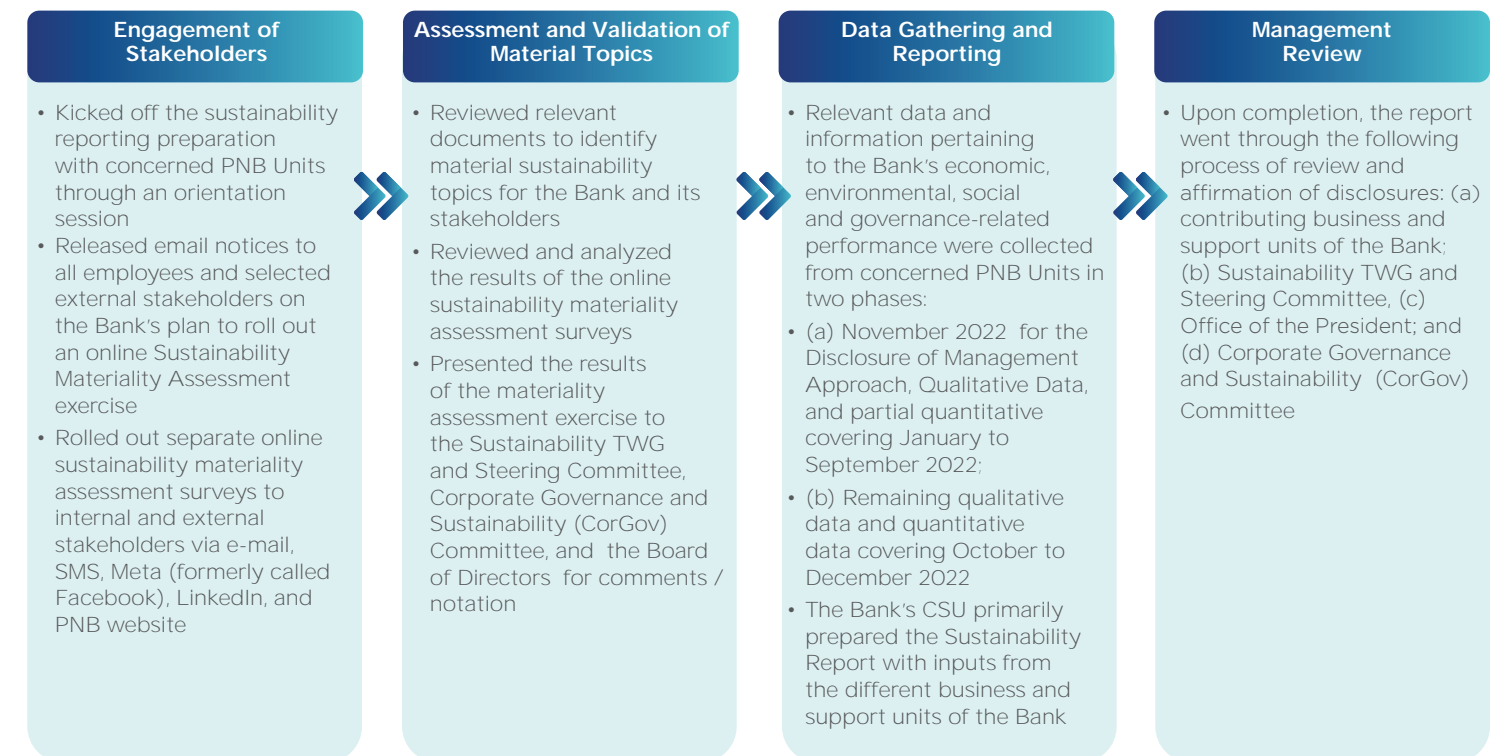 Engagement of
Stakeholders
• Kicked off the sustainability
reporting preparation
with concerned PNB Units
through an orientation
session
• Released email notices to
all employees and selected
external stakeholders on
the Bank's plan to roll out
an online Sustainability
Materiality Assessment
exercise
• Rolled out separate online
sustainability materiality
assessment surveys to
internal and external
stakeholders via e-mail,
SMS, Meta (formerly called
Facebook), LinkedIn, and
PNB website
Assessment and Validation of
Material Topics
• Reviewed relevant
documents to identify
material sustainability
topics for the Bank and its
stakeholders
• Reviewed and analyzed
the results of the online
sustainability materiality
assessment surveys
• Presented the results
of the materiality
assessment exercise to
the Sustainability TWG
and Steering Committee,
Corporate Governance and
Sustainability (CorGov)
Committee, and the Board
of Directors for comments /
notation
Data Gathering and
Reporting
• Relevant data and
information pertaining
to the Bank's economic,
environmental, social
and governance-related
performance were collected
from concerned PNB Units in
two phases:
• (a) November 2022 for the
Disclosure of Management
Approach, Qualitative Data,
and partial quantitative
covering January to
September 2022;
• (b) Remaining qualitative
data and quantitative
data covering October to
December 2022
• The Bank's CSU primarily
prepared the Sustainability
Report with inputs from
the different business and
support units of the Bank
Management
Review
• Upon completion, the report
went through the following
process of review and
affirmation of disclosures: (a)
contributing business and
support units of the Bank;
(b) Sustainability TWG and
Steering Committee, (c)
Office of the President; and
(d) Corporate Governance
and Sustainability (CorGov)
Committee